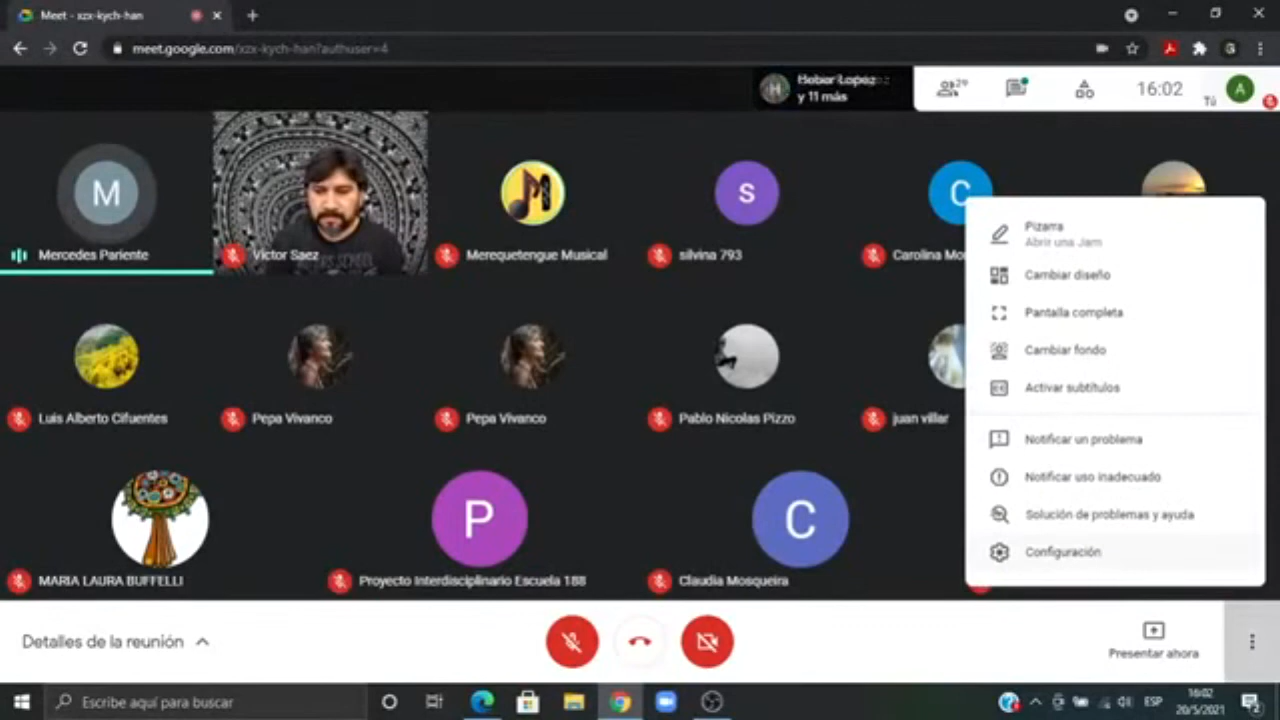 Meet - xzx-kych-han
meet.google.com/xzx-kych-han?authuser=4
G
H
Hebiar Lopez
y 11 más
29
16:02
Tú
A
M
S
C
Mercedes Pariente
Victor Saez
Merequetengue Musical
silvina 793
Carolina Mo
Luis Alberto Cifuentes
Pepa Vivanco
Pepa Vivanco
Pablo Nicolas Pizzo
juan villar
P
C
MARIA LAURA BUFFELLI
Proyecto Interdisciplinario Escuela 188
Claudia Mosqueira
Pizarra
Abrir una Jam
Cambiar diseño
Pantalla completa
Cambiar fondo
Activar subtítulos
Notificar un problema
Notificar uso inadecuado
Solución de problemas y ayuda
Configuración
Detalles de la reunión
Presentar ahora
Escribe aquí para buscar
ESP
16:02
20/5/2021
2